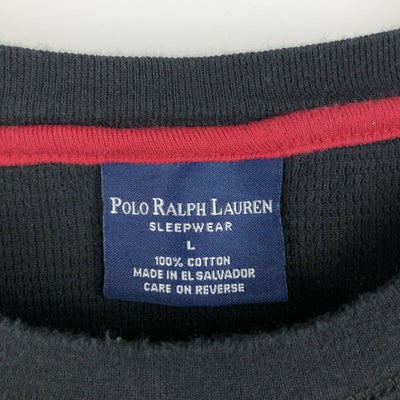 POLO RALPH LAUREN
SLEEPWEAR
L
100% COTTON
MADE IN EL SALVADOR
CARE ON REVERSE